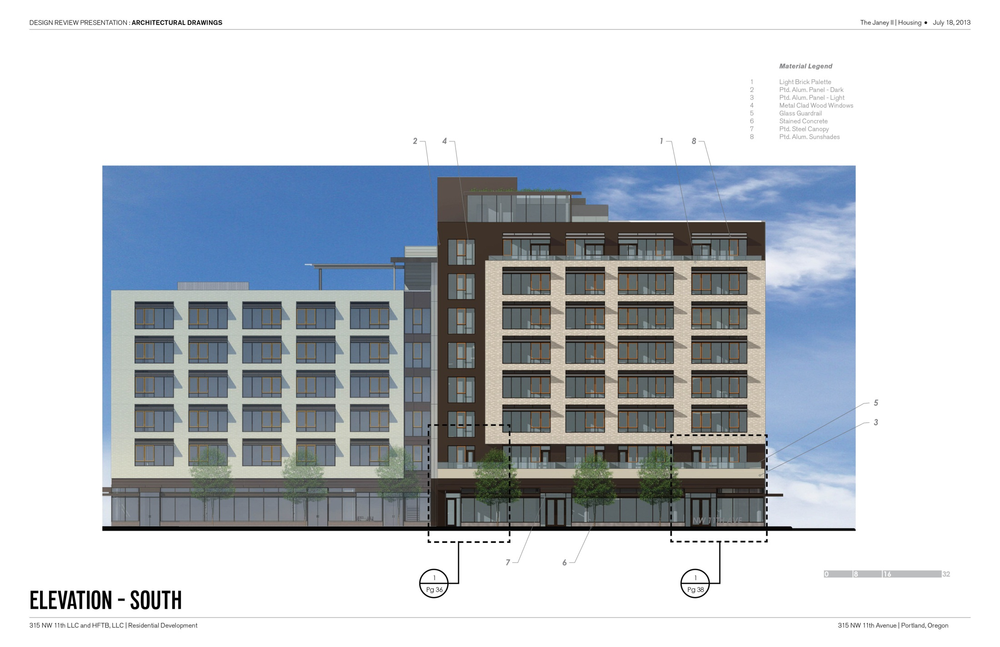 DESIGN REVIEW PRESENTATION : ARCHITECTURAL DRAWINGS
The Janey II | Housing ● July 18, 2013
Material Legend
1 Light Brick Palette
2 Ptd. Alum. Panel - Dark
3 Ptd. Alum. Panel - Light
4 Metal Clad Wood Windows
5 Glass Guardrail
6 Stained Concrete
7 Ptd. Steel Canopy
8 Ptd. Alum. Sunshades
2 4 1 8
5
3
NW 11TH AVE
7 6
1
Pg 36
1
Pg 38
0 8 16 32
ELEVATION - SOUTH
315 NW 11th LLC and HFTB, LLC | Residential Development
315 NW 11th Avenue | Portland, Oregon